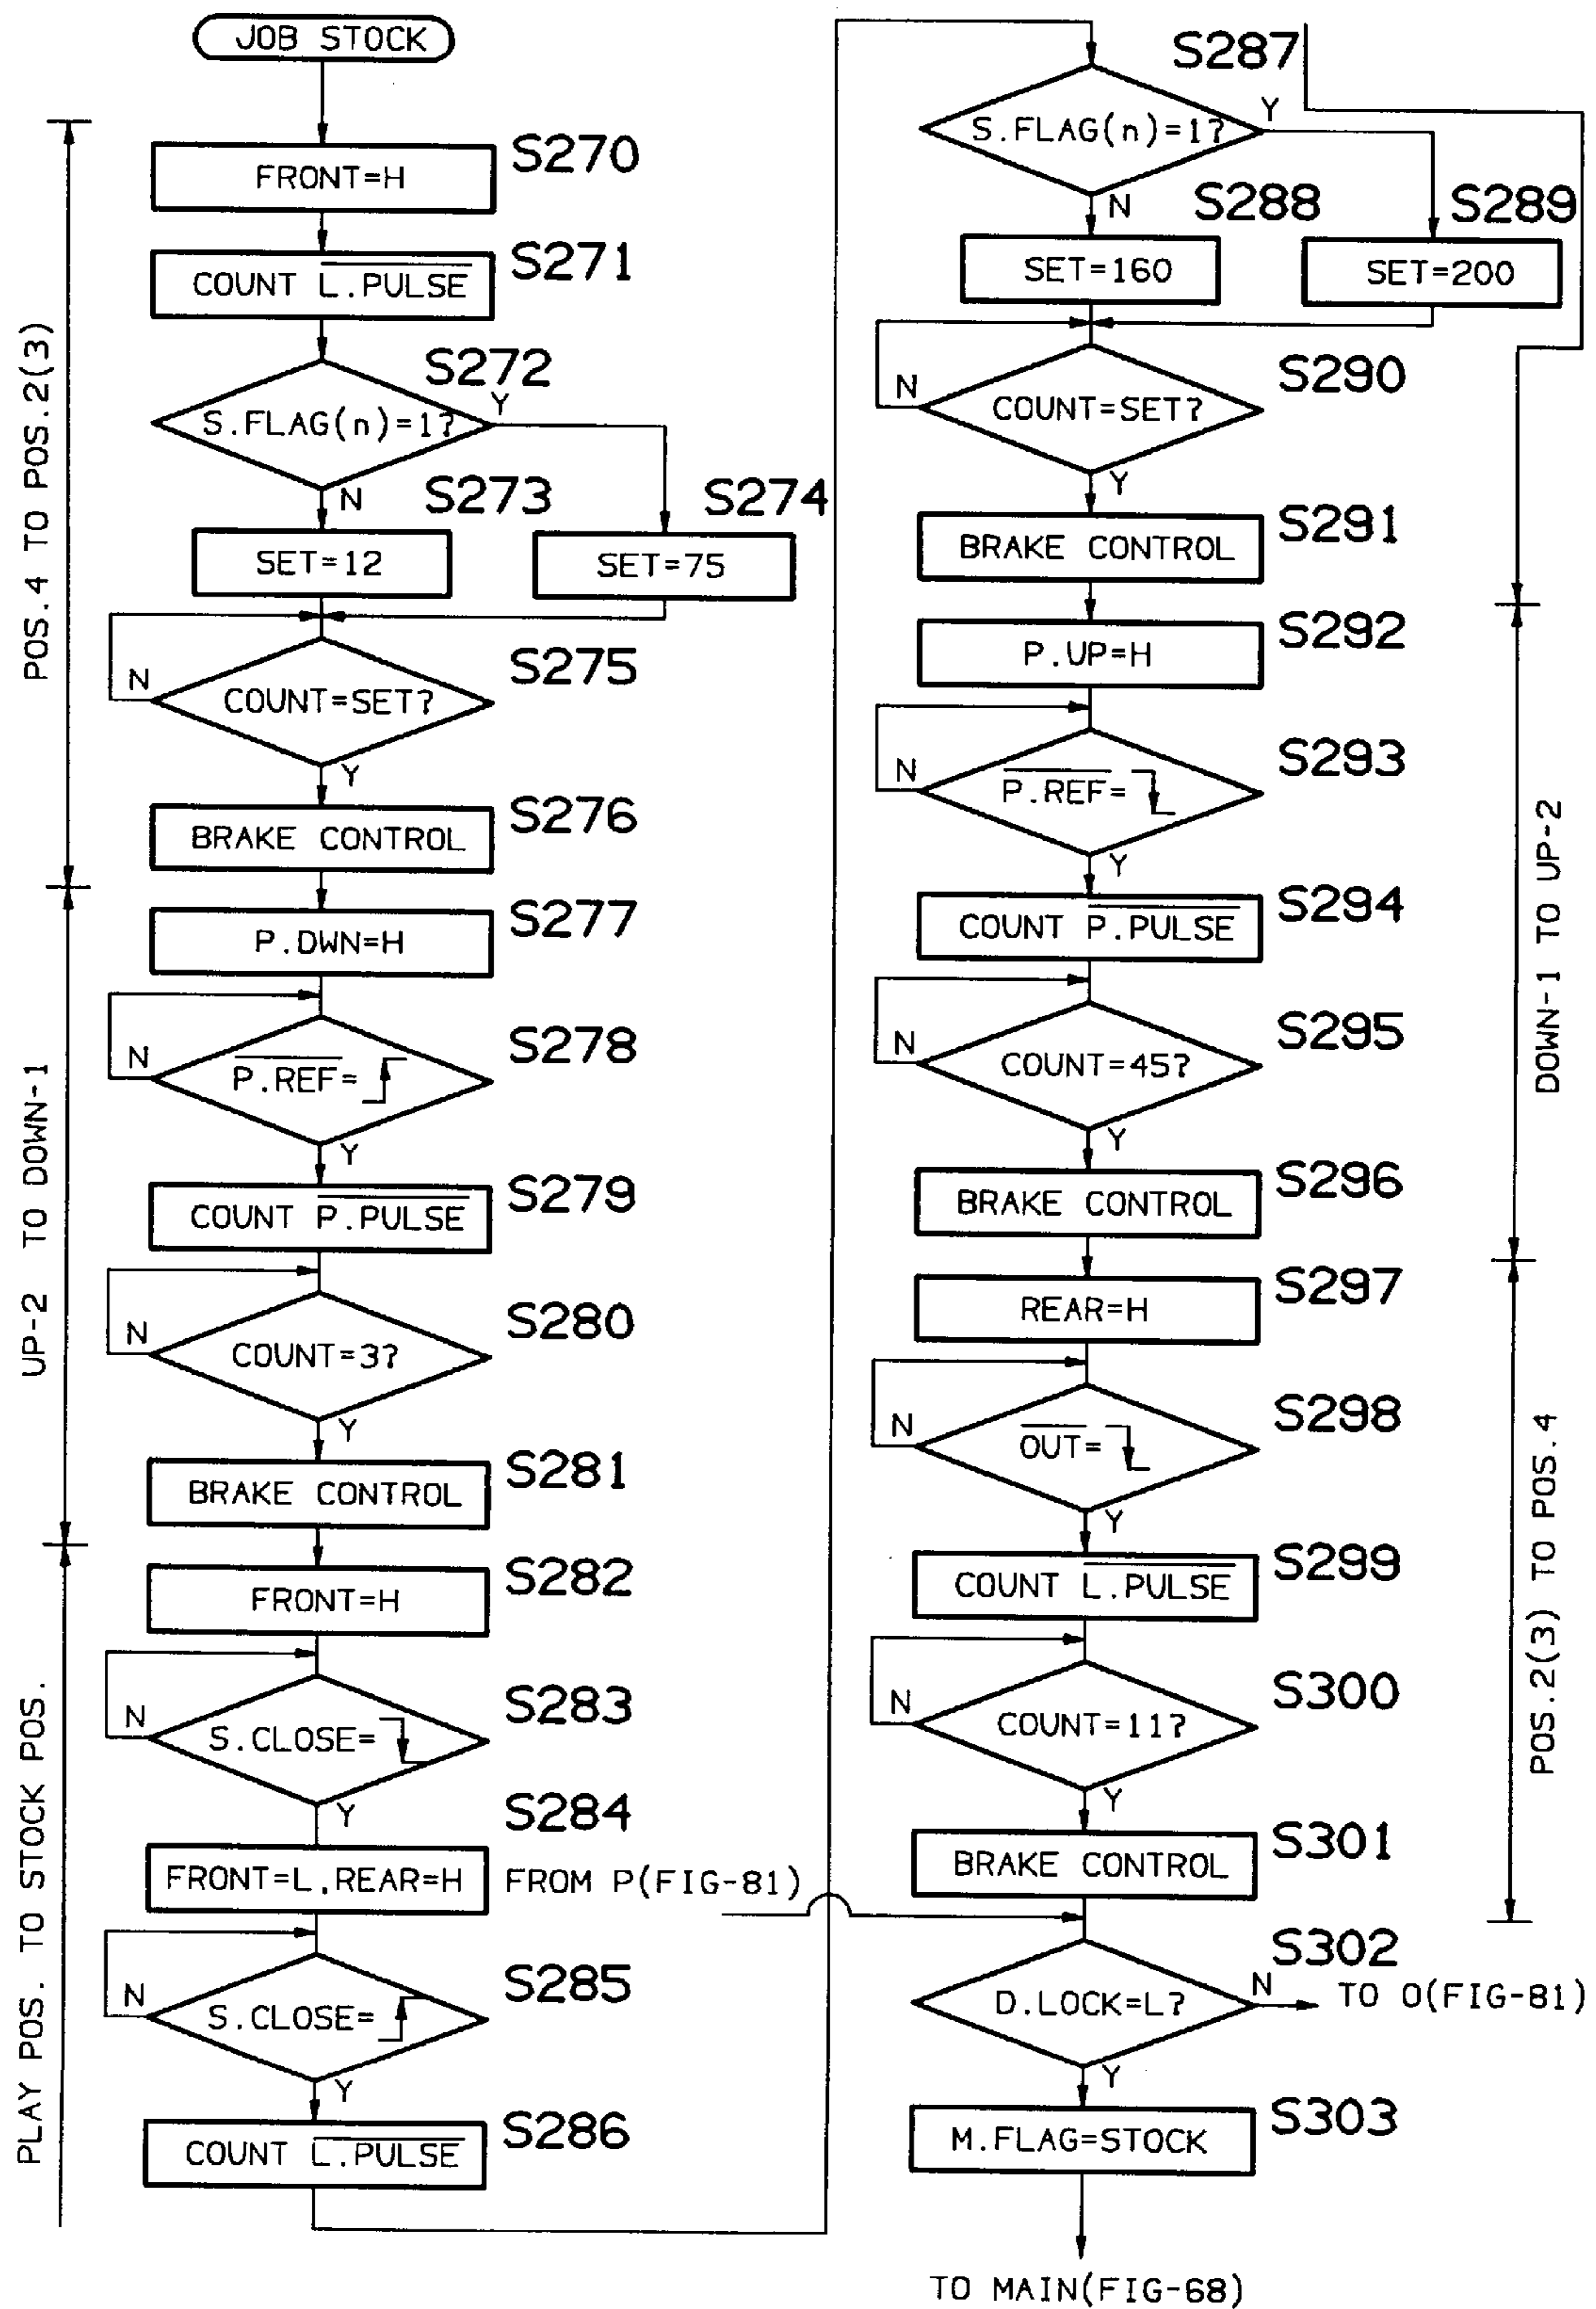 JOB STOCK
S270
FRONT=H
S271
COUNT L.PULSE
S272
S.FLAG(n)=1?
Y
N
S273
SET=12
S274
SET=75
S275
COUNT=SET?
N
Y
S276
BRAKE CONTROL
POS.4 TO POS.2(3)
S277
P.DWN=H
S278
P.REF=
N
Y
S279
COUNT P.PULSE
S280
COUNT=3?
N
Y
S281
BRAKE CONTROL
UP-2 TO DOWN-1
S282
FRONT=H
S283
S.CLOSE=
N
Y
S284
FRONT=L,REAR=H
S285
S.CLOSE=
N
Y
S286
COUNT L.PULSE
PLAY POS. TO STOCK POS.
S287
S.FLAG(n)=1?
Y
N
S288
SET=160
S289
SET=200
S290
COUNT=SET?
N
Y
S291
BRAKE CONTROL
S292
P.UP=H
S293
P.REF=
N
Y
S294
COUNT P.PULSE
S295
COUNT=45?
N
Y
S296
BRAKE CONTROL
DOWN-1 TO UP-2
S297
REAR=H
S298
OUT=
N
Y
S299
COUNT L.PULSE
S300
COUNT=11?
N
Y
S301
BRAKE CONTROL
POS.2(3) TO POS.4
FROM P(FIG-81)
S302
D.LOCK=L?
N
TO O(FIG-81)
Y
S303
M.FLAG=STOCK
TO MAIN(FIG-68)